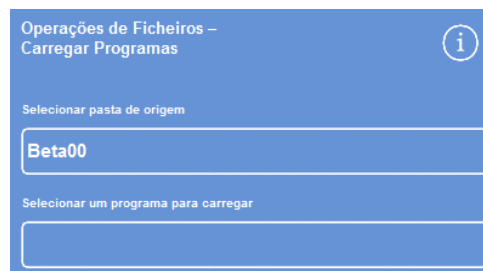 Operações de Ficheiros –
Carregar Programas
i
Selecionar pasta de origem
Beta00
Selecionar um programa para carregar